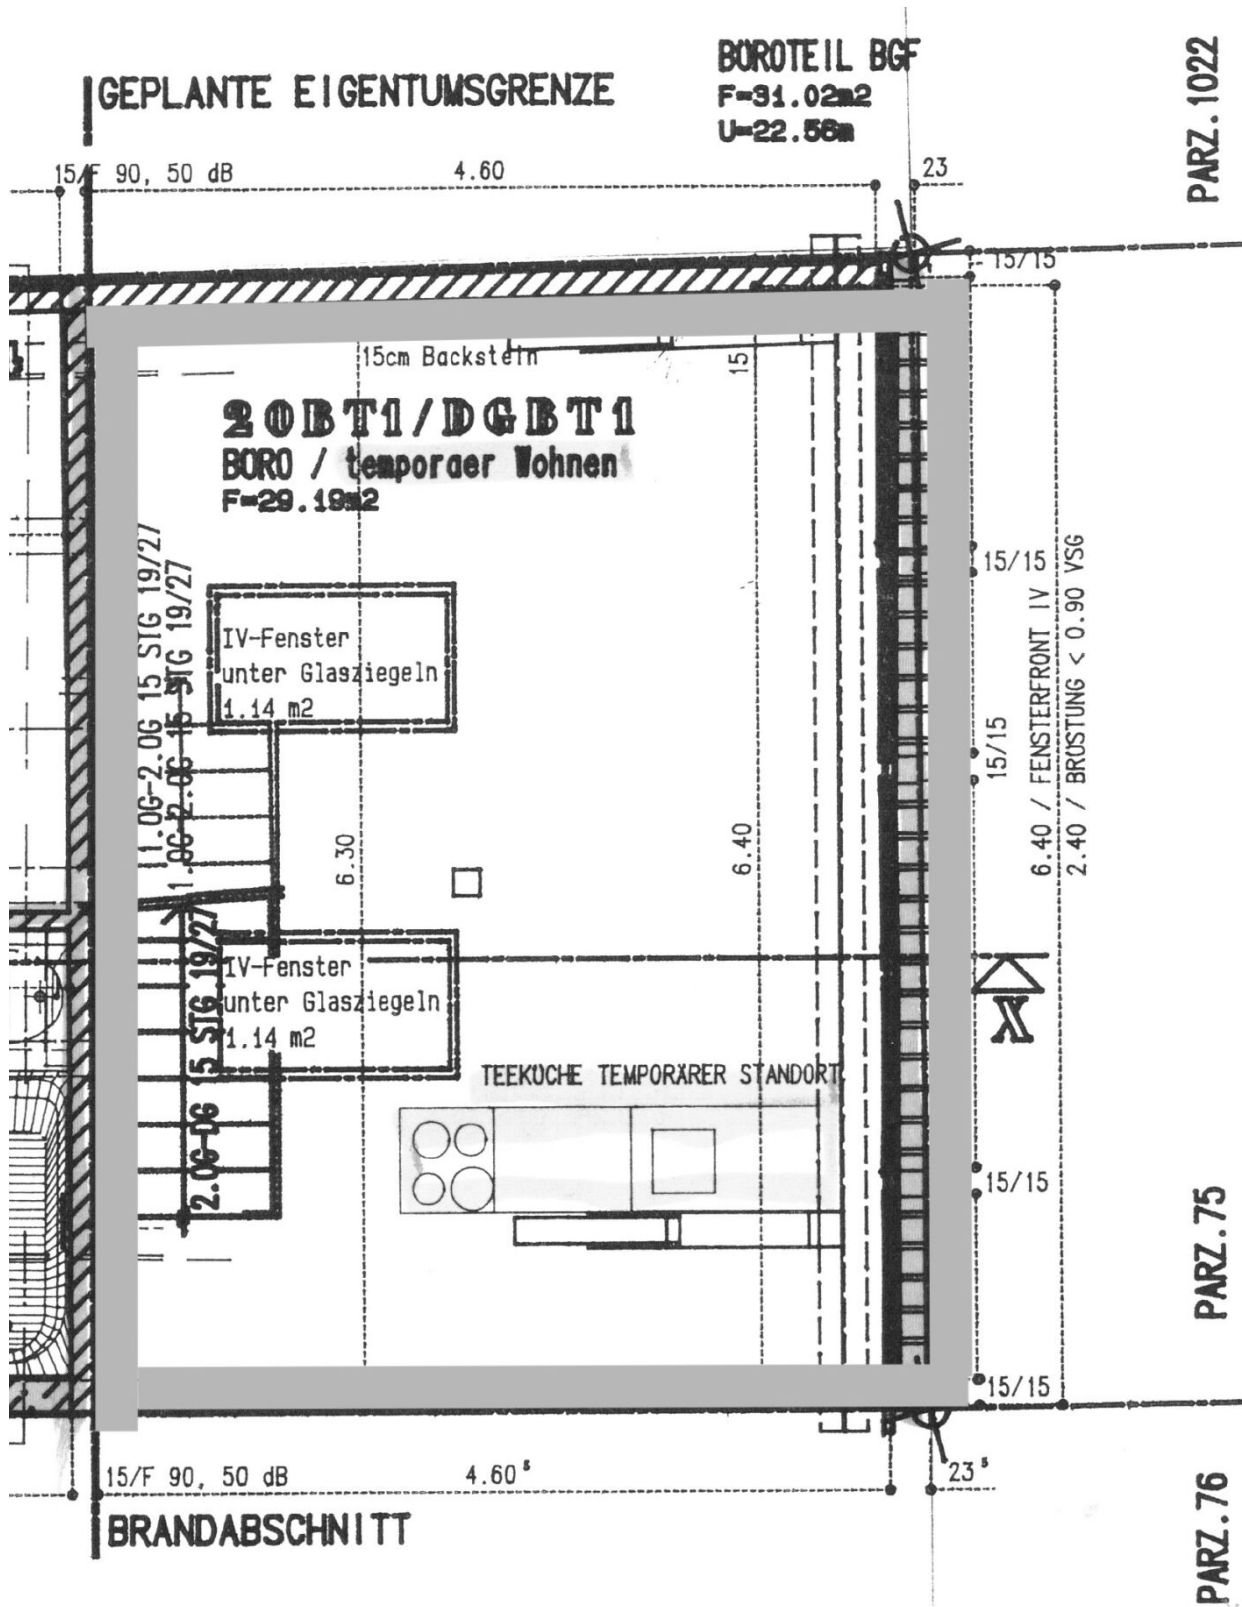 GEPLANTE EIGENTUMSGRENZE
BÜROTEIL BGF
F=31.02m2
U=22.56m
PARZ.1022
15/F 90, 50 dB
4.60
23
15/15
15cm Backstein
15
20BT1/DGBT1
BÜRO / temporaer Wohnen
F=29.19m2
1.OG-2.OG 15 STG 19/27
1.OG-2.OG 15 STG 19/27
IV-Fenster
unter Glasziegeln
1.14 m2
15/15
15/15
6.40 / FENSTERFRONT IV
2.40 / BRÜSTUNG < 0.90 VSG
6.30
6.40
2.OG-DG 15 STG 19/27
IV-Fenster
unter Glasziegeln
1.14 m2
X
TEEKÜCHE TEMPORÄRER STANDORT
15/15
PARZ.75
15/15
15/F 90, 50 dB
4.60⁵
23⁵
BRANDABSCHNITT
PARZ.76